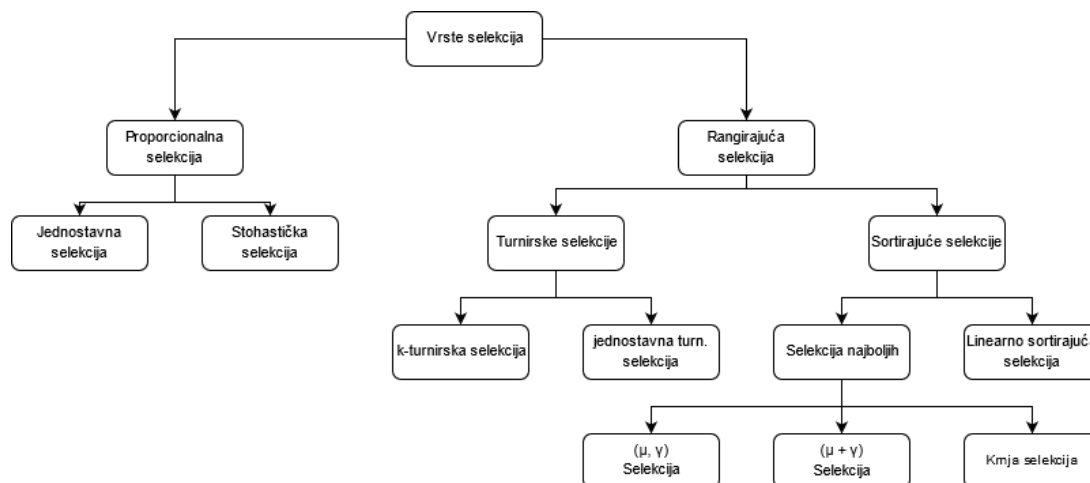 Vrste selekcija
Proporcionalna
selekcija
Rangirajuća
selekcija
Jednostavna
selekcija
Stohastička
selekcija
Turnirske selekcije
Sortirajuće selekcije
k-turnirska selekcija
jednostavna turn.
selekcija
Selekcija najboljih
Linearno sortirajuća
selekcija
(μ, γ)
Selekcija
(μ + γ)
Selekcija
Krnja selekcija